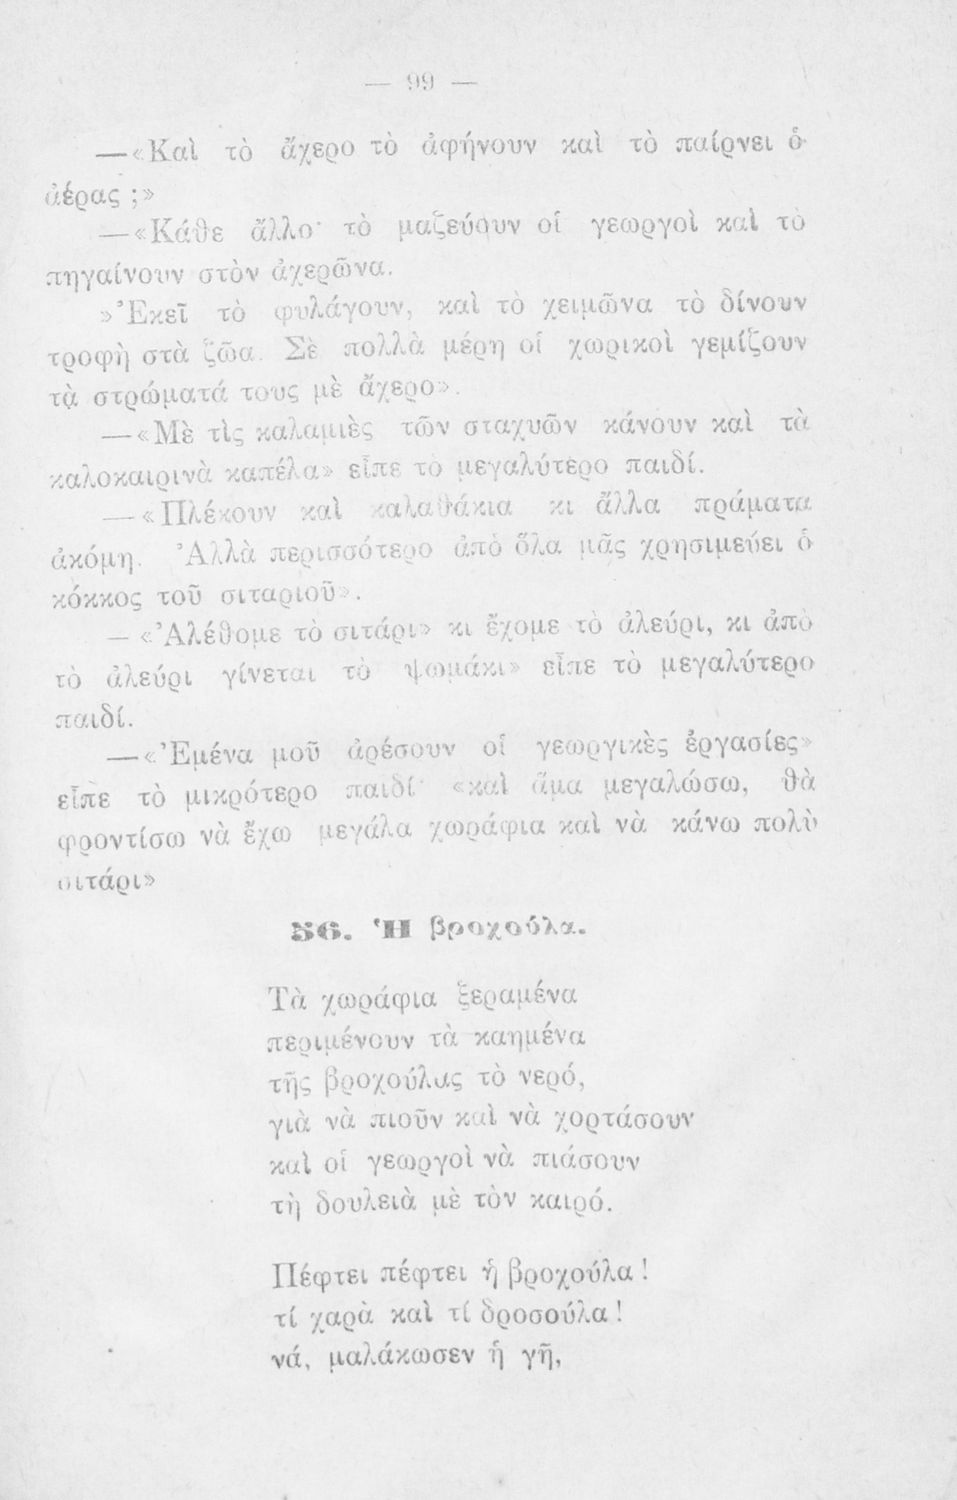 — 99 —
—«Καὶ τὸ ἄχερο τὸ ἀφήνουν καὶ τὸ παίρνει ὁ
ἀέρας ;»
—«Κάθε ἄλλο· τὸ μαζεύουν οἱ γεωργοὶ καὶ τὸ
πηγαίνουν στὸν ἀχερῶνα.
»Ἐκεῖ τὸ φυλάγουν, καὶ τὸ χειμῶνα τὸ δίνουν
τροφὴ στὰ ζῶα. Σὲ πολλὰ μέρη οἱ χωρικοὶ γεμίζουν
τὰ στρώματά τους μὲ ἄχερο».
—«Μὲ τὶς καλαμιὲς τῶν σταχυῶν κάνουν καὶ τὰ
καλοκαιρινὰ καπέλα» εἶπε τὸ μεγαλύτερο παιδί.
—«Πλέκουν καὶ καλαθάκια κι ἄλλα πράματα
ἀκόμη. Ἀλλὰ περισσότερο ἀπὸ ὅλα μᾶς χρησιμεύει ὁ
κόκκος τοῦ σιταριοῦ».
—«Ἀλέθομε τὸ σιτάρι» κι ἔχομε τὸ ἀλεύρι, κι ἀπὸ
τὸ ἀλεύρι γίνεται τὸ ψωμάκι» εἶπε τὸ μεγαλύτερο
παιδί.
—«Ἐμένα μοῦ ἀρέσουν οἱ γεωργικὲς ἐργασίες»
εἶπε τὸ μικρότερο παιδί· «καὶ ἅμα μεγαλώσω, θὰ
φροντίσω νὰ ἔχω μεγάλα χωράφια καὶ νὰ κάνω πολὺ
σιτάρι»
56. Ἡ βροχούλα.
Τὰ χωράφια ξεραμένα
περιμένουν τὰ καημένα
τῆς βροχούλας τὸ νερό,
γιὰ νὰ πιοῦν καὶ νὰ χορτάσουν
καὶ οἱ γεωργοὶ νὰ πιάσουν
τὴ δουλειὰ μὲ τὸν καιρό.
Πέφτει πέφτει ἡ βροχούλα!
τί χαρὰ καὶ τί δροσούλα!
νά, μαλάκωσεν ἡ γῆ,